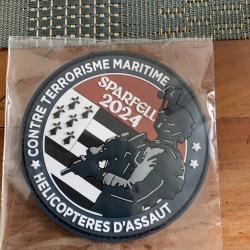 CONTRE TERRORISME MARITIME
SPARFELL
2024
HELICOPTERES D'ASSAUT